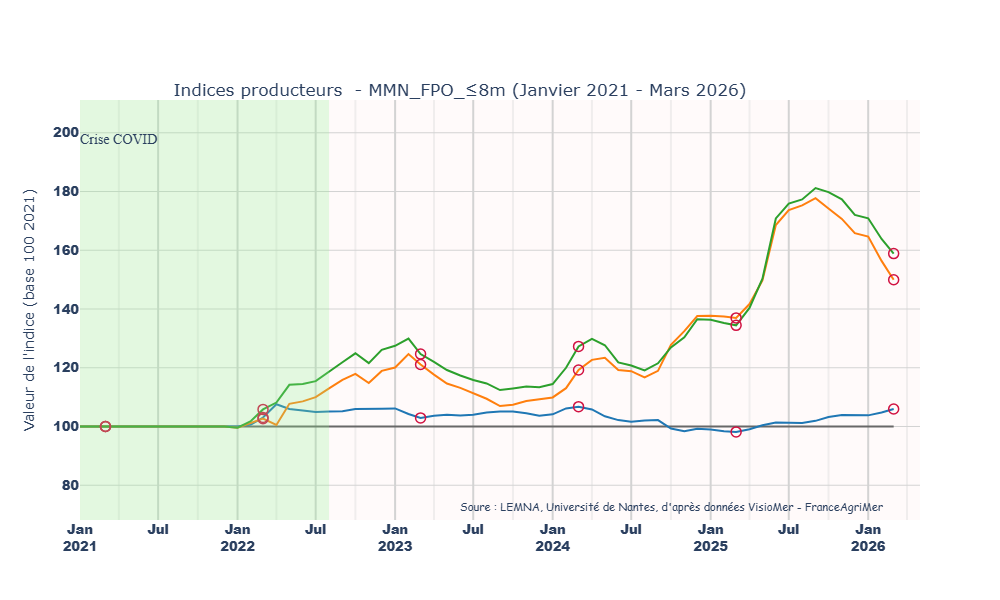 Indices producteurs  - MMN_FPO_≤8m (Janvier 2021 - Mars 2026)
Valeur de l'indice (base 100 2021)
200
Crise COVID
180
160
140
120
100
80
Soure : LEMNA, Université de Nantes, d'après données VisioMer - FranceAgriMer
Jan Jul Jan Jul Jan Jul Jan Jul Jan Jul Jan
2021 2022 2023 2024 2025 2026